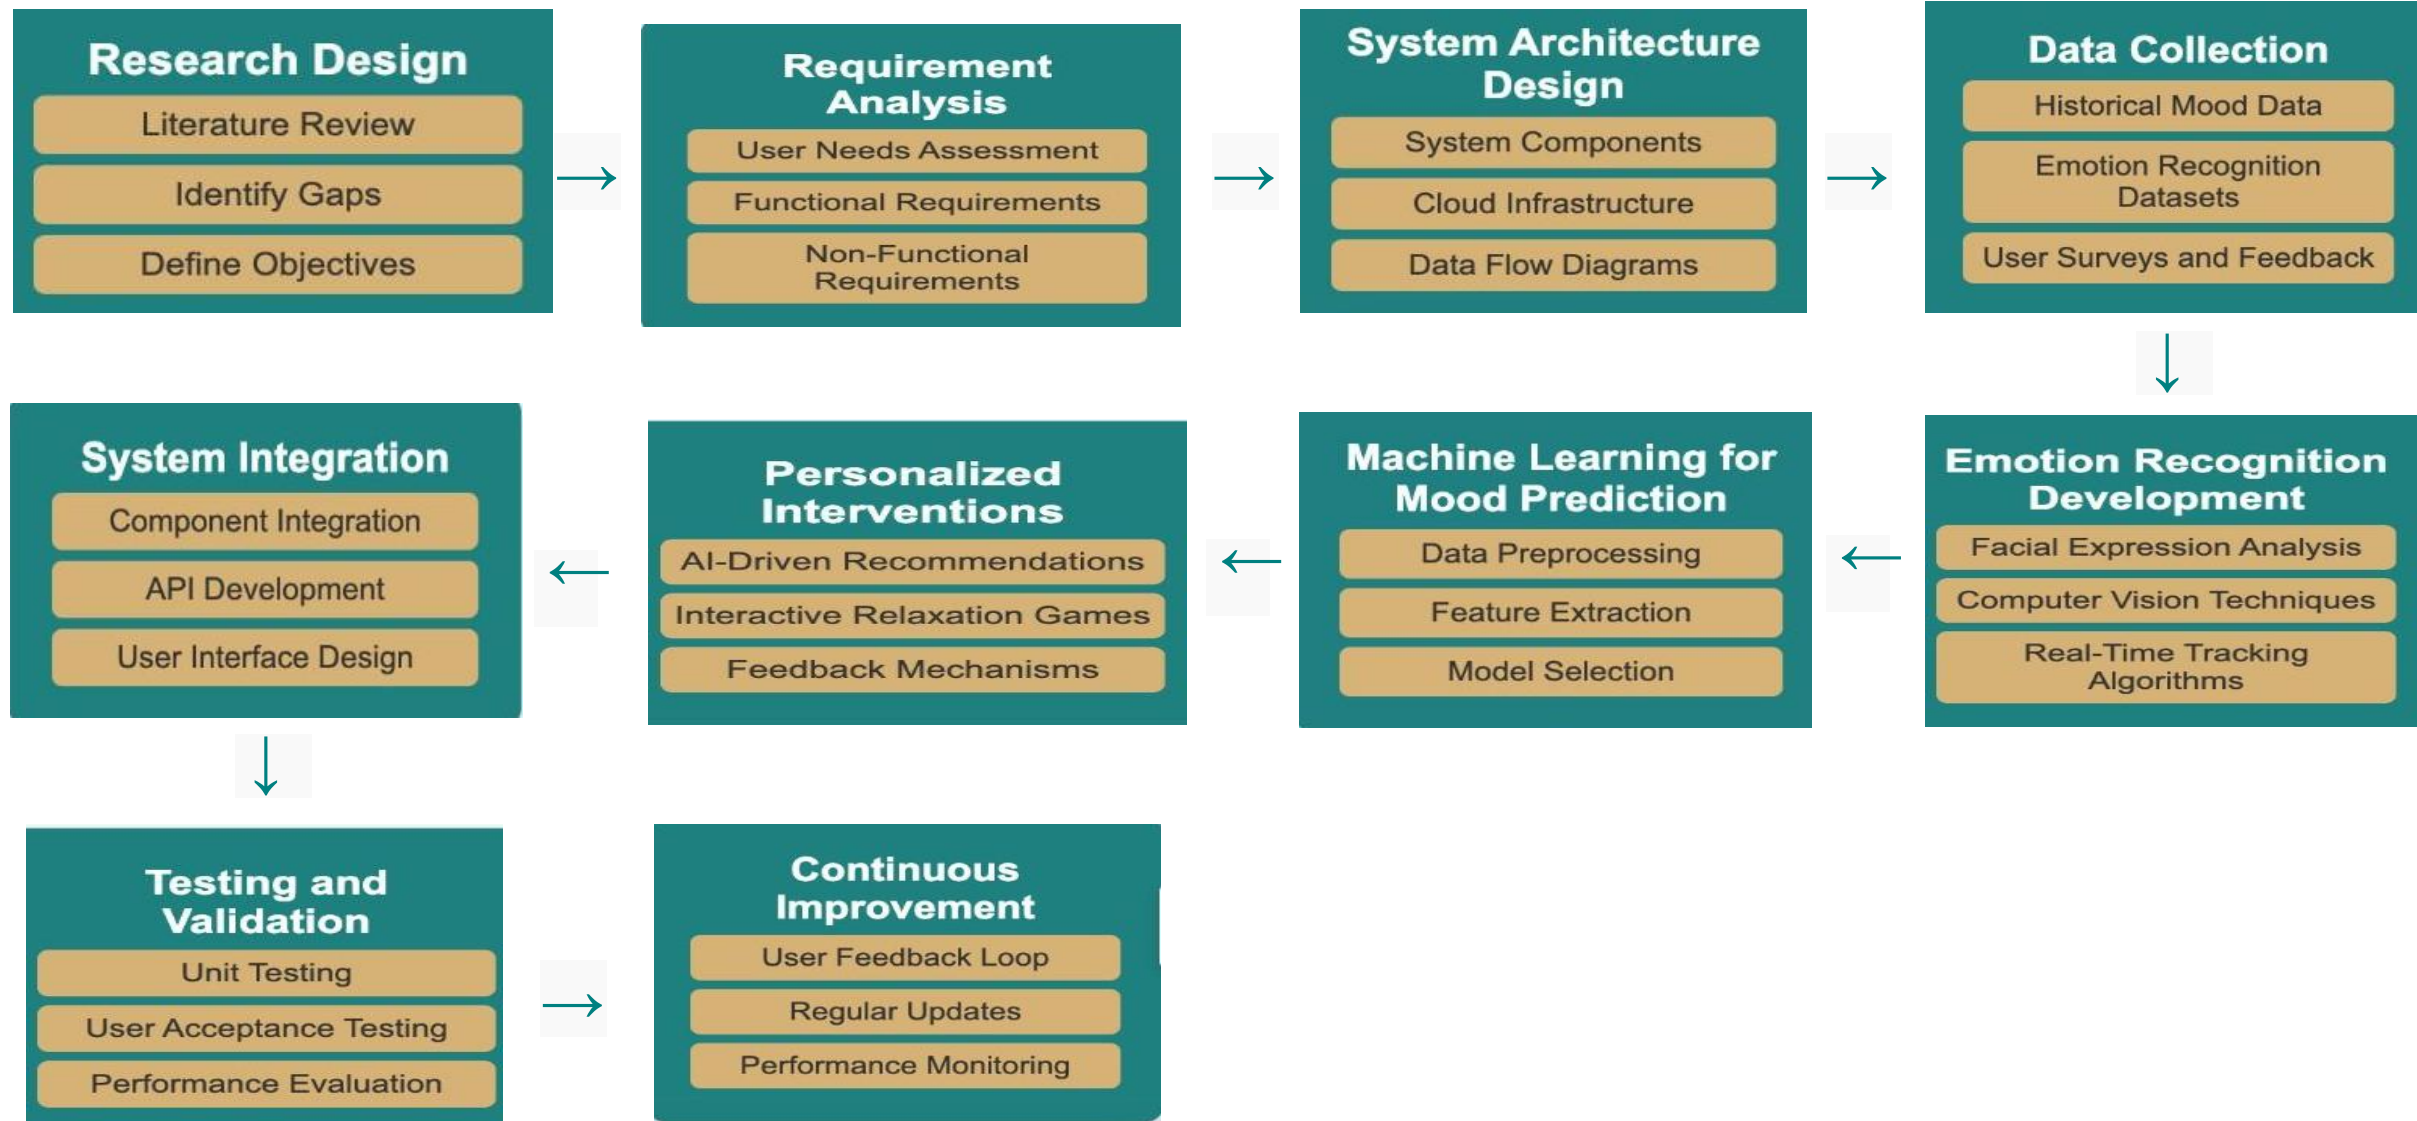 Research Design
Literature Review
Identify Gaps
Define Objectives
Requirement
Analysis
User Needs Assessment
Functional Requirements
Non-Functional
Requirements
System Architecture
Design
System Components
Cloud Infrastructure
Data Flow Diagrams
Data Collection
Historical Mood Data
Emotion Recognition
Datasets
User Surveys and Feedback
Emotion Recognition
Development
Facial Expression Analysis
Computer Vision Techniques
Real-Time Tracking
Algorithms
Machine Learning for
Mood Prediction
Data Preprocessing
Feature Extraction
Model Selection
Personalized
Interventions
AI-Driven Recommendations
Interactive Relaxation Games
Feedback Mechanisms
System Integration
Component Integration
API Development
User Interface Design
Testing and
Validation
Unit Testing
User Acceptance Testing
Performance Evaluation
Continuous
Improvement
User Feedback Loop
Regular Updates
Performance Monitoring